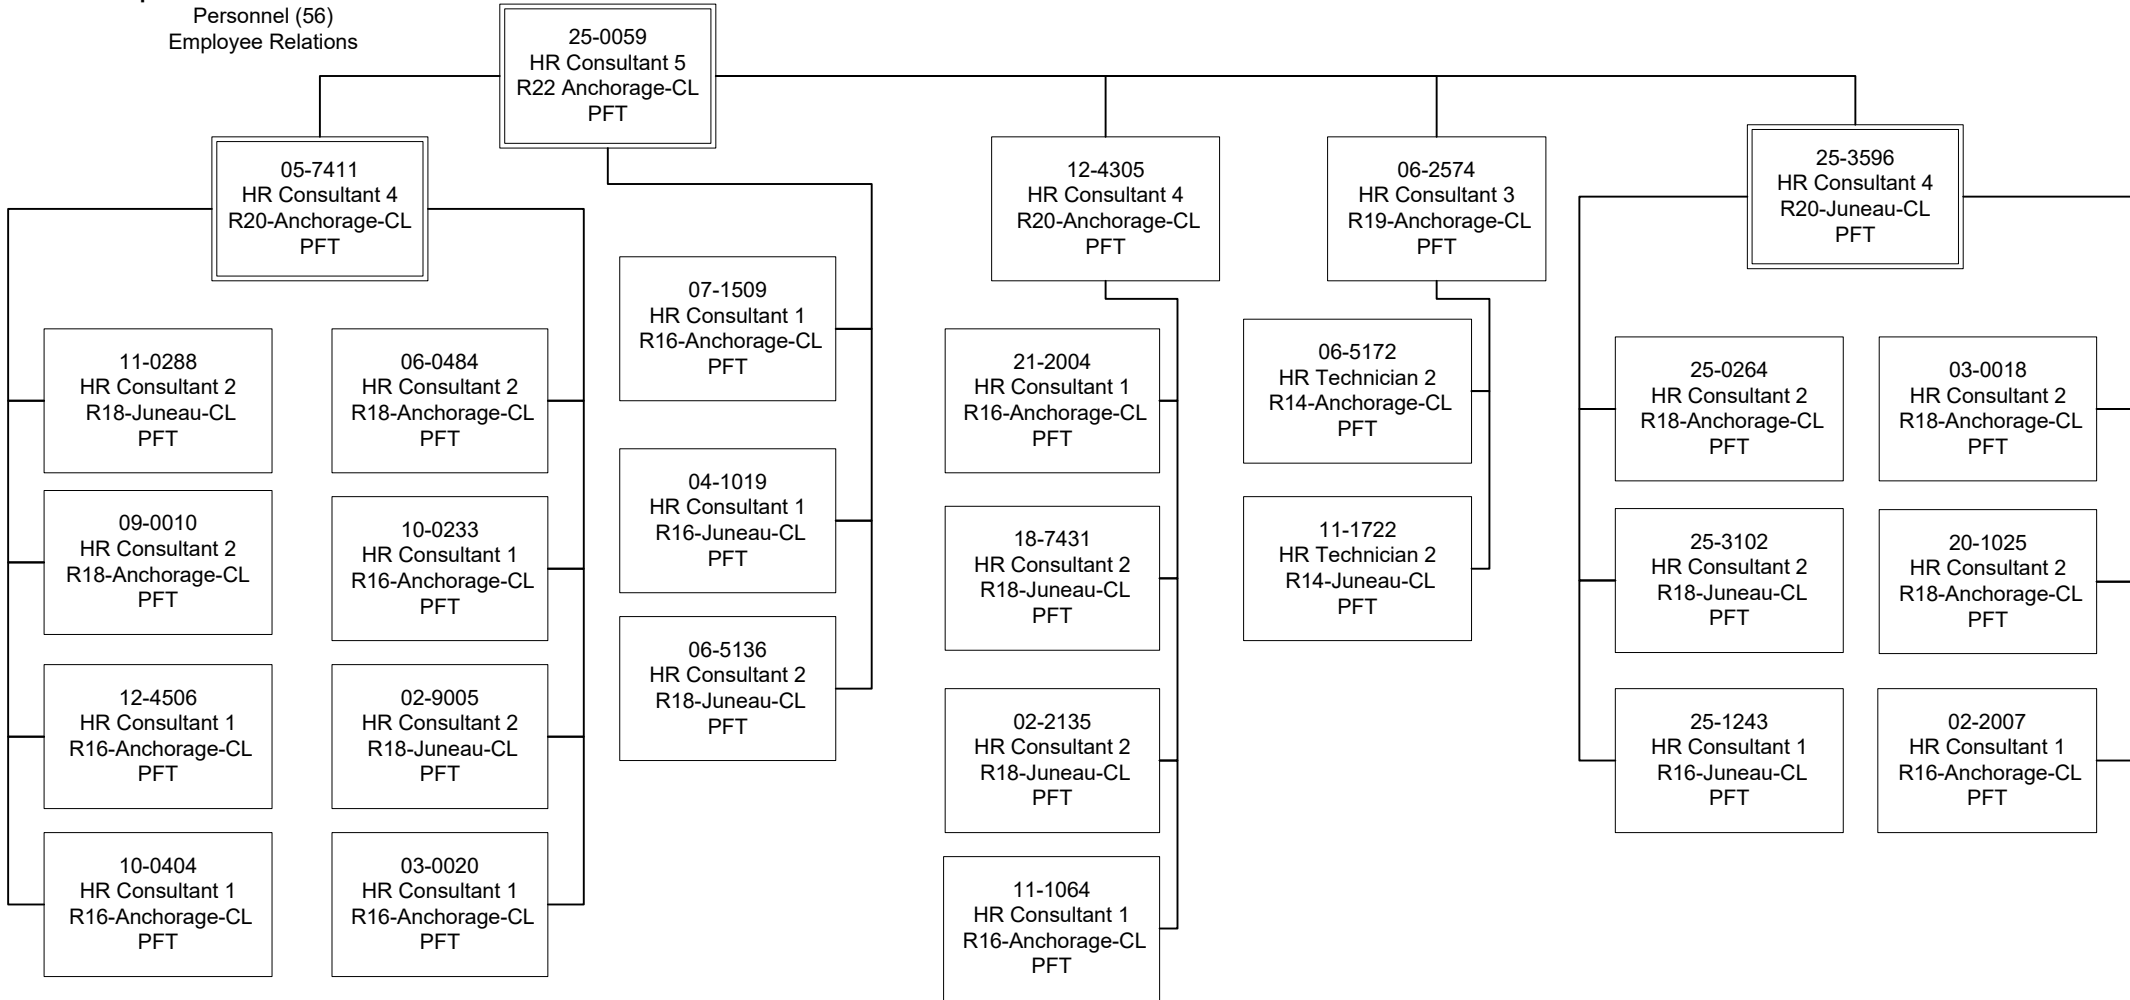 Personnel (56)
Employee Relations
25-0059
HR Consultant 5
R22 Anchorage-CL
PFT
05-7411
HR Consultant 4
R20-Anchorage-CL
PFT
12-4305
HR Consultant 4
R20-Anchorage-CL
PFT
06-2574
HR Consultant 3
R19-Anchorage-CL
PFT
25-3596
HR Consultant 4
R20-Juneau-CL
PFT
11-0288
HR Consultant 2
R18-Juneau-CL
PFT
09-0010
HR Consultant 2
R18-Anchorage-CL
PFT
12-4506
HR Consultant 1
R16-Anchorage-CL
PFT
10-0404
HR Consultant 1
R16-Anchorage-CL
PFT
06-0484
HR Consultant 2
R18-Anchorage-CL
PFT
10-0233
HR Consultant 1
R16-Anchorage-CL
PFT
02-9005
HR Consultant 2
R18-Juneau-CL
PFT
03-0020
HR Consultant 1
R16-Anchorage-CL
PFT
07-1509
HR Consultant 1
R16-Anchorage-CL
PFT
04-1019
HR Consultant 1
R16-Juneau-CL
PFT
06-5136
HR Consultant 2
R18-Juneau-CL
PFT
21-2004
HR Consultant 1
R16-Anchorage-CL
PFT
18-7431
HR Consultant 2
R18-Juneau-CL
PFT
02-2135
HR Consultant 2
R18-Juneau-CL
PFT
11-1064
HR Consultant 1
R16-Anchorage-CL
PFT
06-5172
HR Technician 2
R14-Anchorage-CL
PFT
11-1722
HR Technician 2
R14-Juneau-CL
PFT
25-0264
HR Consultant 2
R18-Anchorage-CL
PFT
25-3102
HR Consultant 2
R18-Juneau-CL
PFT
25-1243
HR Consultant 1
R16-Juneau-CL
PFT
03-0018
HR Consultant 2
R18-Anchorage-CL
PFT
20-1025
HR Consultant 2
R18-Anchorage-CL
PFT
02-2007
HR Consultant 1
R16-Anchorage-CL
PFT